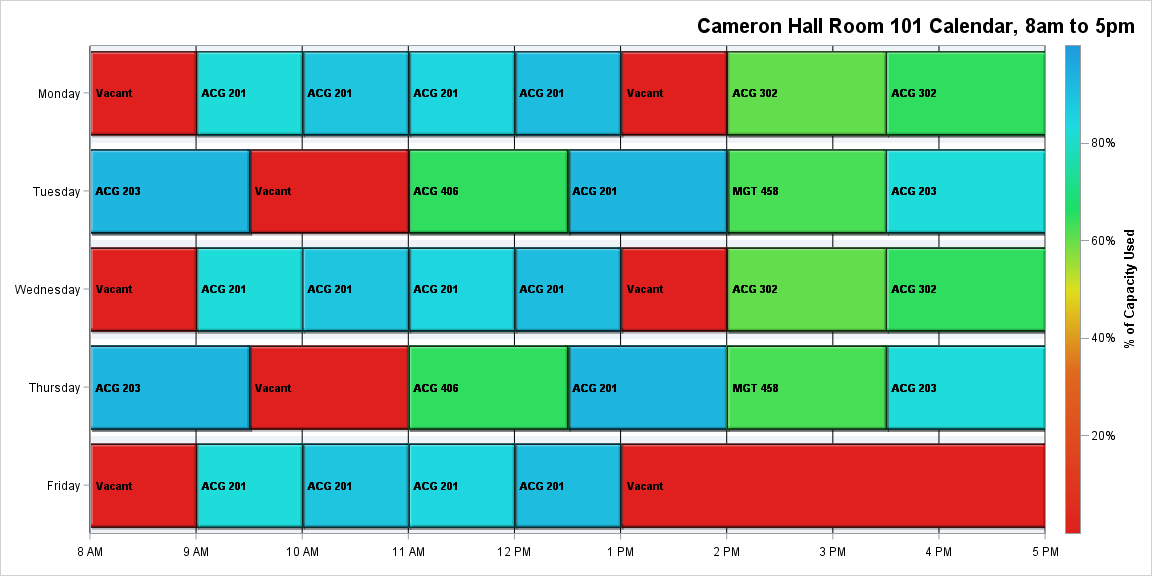 Cameron Hall Room 101 Calendar, 8am to 5pm
Monday
Vacant
ACG 201
ACG 201
ACG 201
ACG 201
Vacant
ACG 302
ACG 302
Tuesday
ACG 203
Vacant
ACG 406
ACG 201
MGT 458
ACG 203
Wednesday
Vacant
ACG 201
ACG 201
ACG 201
ACG 201
Vacant
ACG 302
ACG 302
Thursday
ACG 203
Vacant
ACG 406
ACG 201
MGT 458
ACG 203
Friday
Vacant
ACG 201
ACG 201
ACG 201
ACG 201
Vacant
8 AM
9 AM
10 AM
11 AM
12 PM
1 PM
2 PM
3 PM
4 PM
5 PM
80%
60%
40%
20%
% of Capacity Used